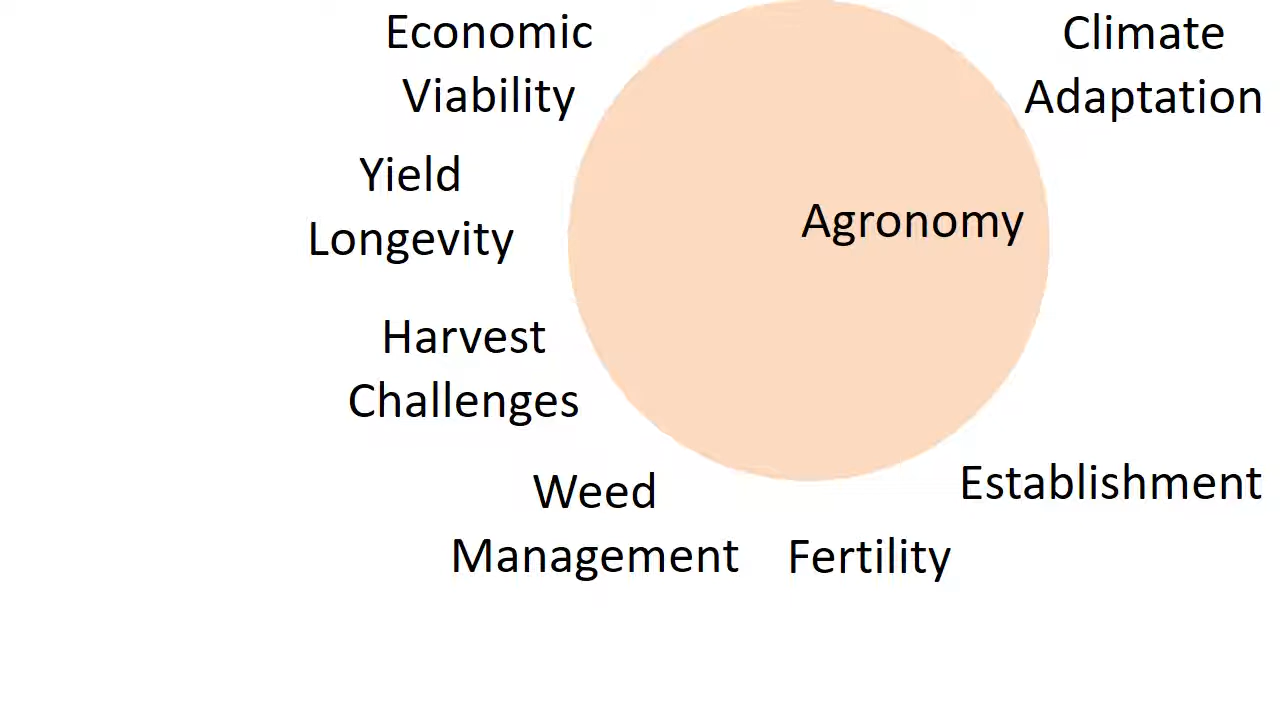 Economic
Viability
Climate
Adaptation
Yield
Longevity
Agronomy
Harvest
Challenges
Weed
Management
Establishment
Fertility